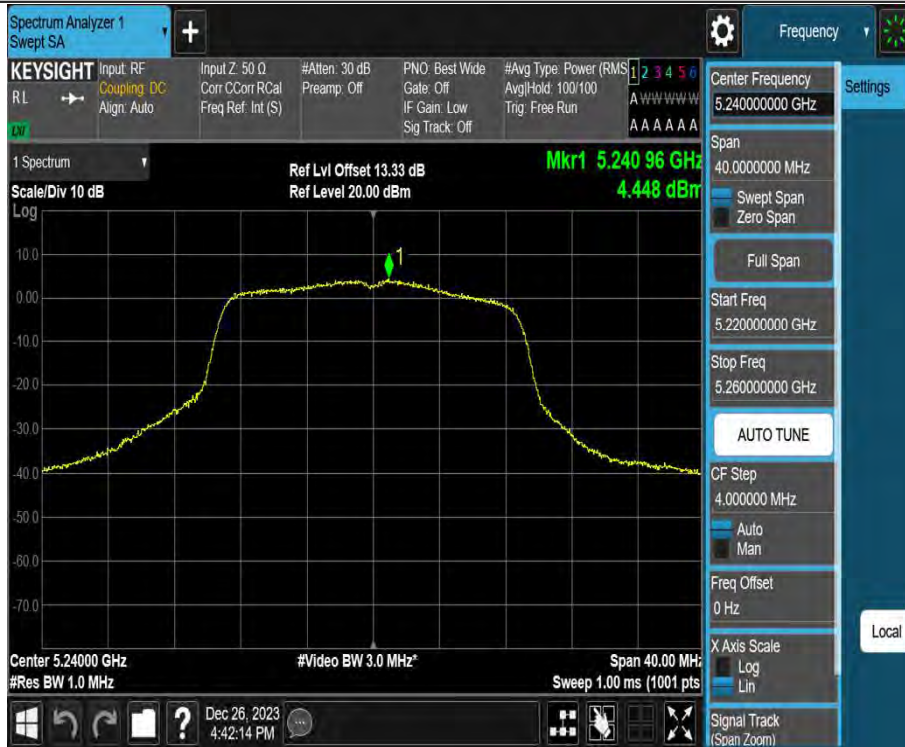 Spectrum Analyzer 1
Swept SA
+
Frequency
KEYSIGHT
RL
LXI
Input: RF
Coupling: DC
Align: Auto
Input Z: 50 Ω
Corr CCorr RCal
Freq Ref: Int (S)
#Atten: 30 dB
Preamp: Off
PNO: Best Wide
Gate: Off
IF Gain: Low
Sig Track: Off
#Avg Type: Power (RMS
Avg|Hold: 100/100
Trig: Free Run
1 2 3 4 5 6
A W W W W W
A A A A A A
1 Spectrum
Scale/Div 10 dB
Log
Ref Lvl Offset 13.33 dB
Ref Level 20.00 dBm
Mkr1 5.240 96 GHz
4.448 dBm
1
10.0
0.00
-10.0
-20.0
-30.0
-40.0
-50.0
-60.0
-70.0
Center 5.24000 GHz
#Res BW 1.0 MHz
#Video BW 3.0 MHz*
Span 40.00 MHz
Sweep 1.00 ms (1001 pts
Center Frequency
5.240000000 GHz
Span
40.0000000 MHz
Swept Span
Zero Span
Full Span
Start Freq
5.220000000 GHz
Stop Freq
5.260000000 GHz
AUTO TUNE
CF Step
4.000000 MHz
Auto
Man
Freq Offset
0 Hz
X Axis Scale
Log
Lin
Signal Track
(Span Zoom)
Settings
Local
?
Dec 26, 2023
4:42:14 PM